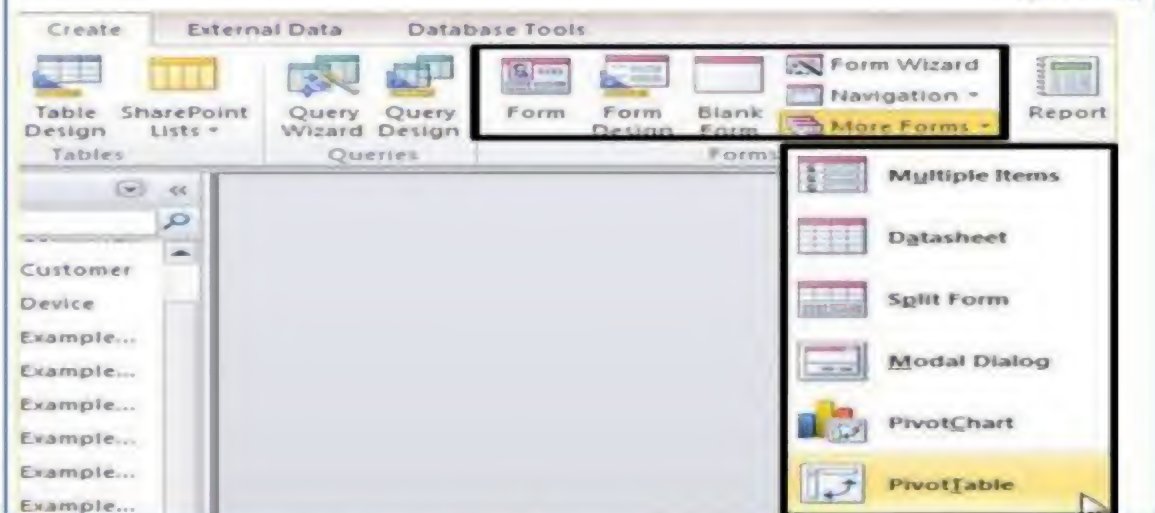 Create External Data Database Tools
Table Design
SharePoint Lists
Query Wizard
Query Design
Form
Form Design
Blank Form
Form Wizard
Navigation
More Forms
Report
Tables Queries Forms
Multiple Items
Datasheet
Split Form
Modal Dialog
PivotChart
PivotTable
Customer
Device
Example...
Example...
Example...
Example...
Example...
Example...